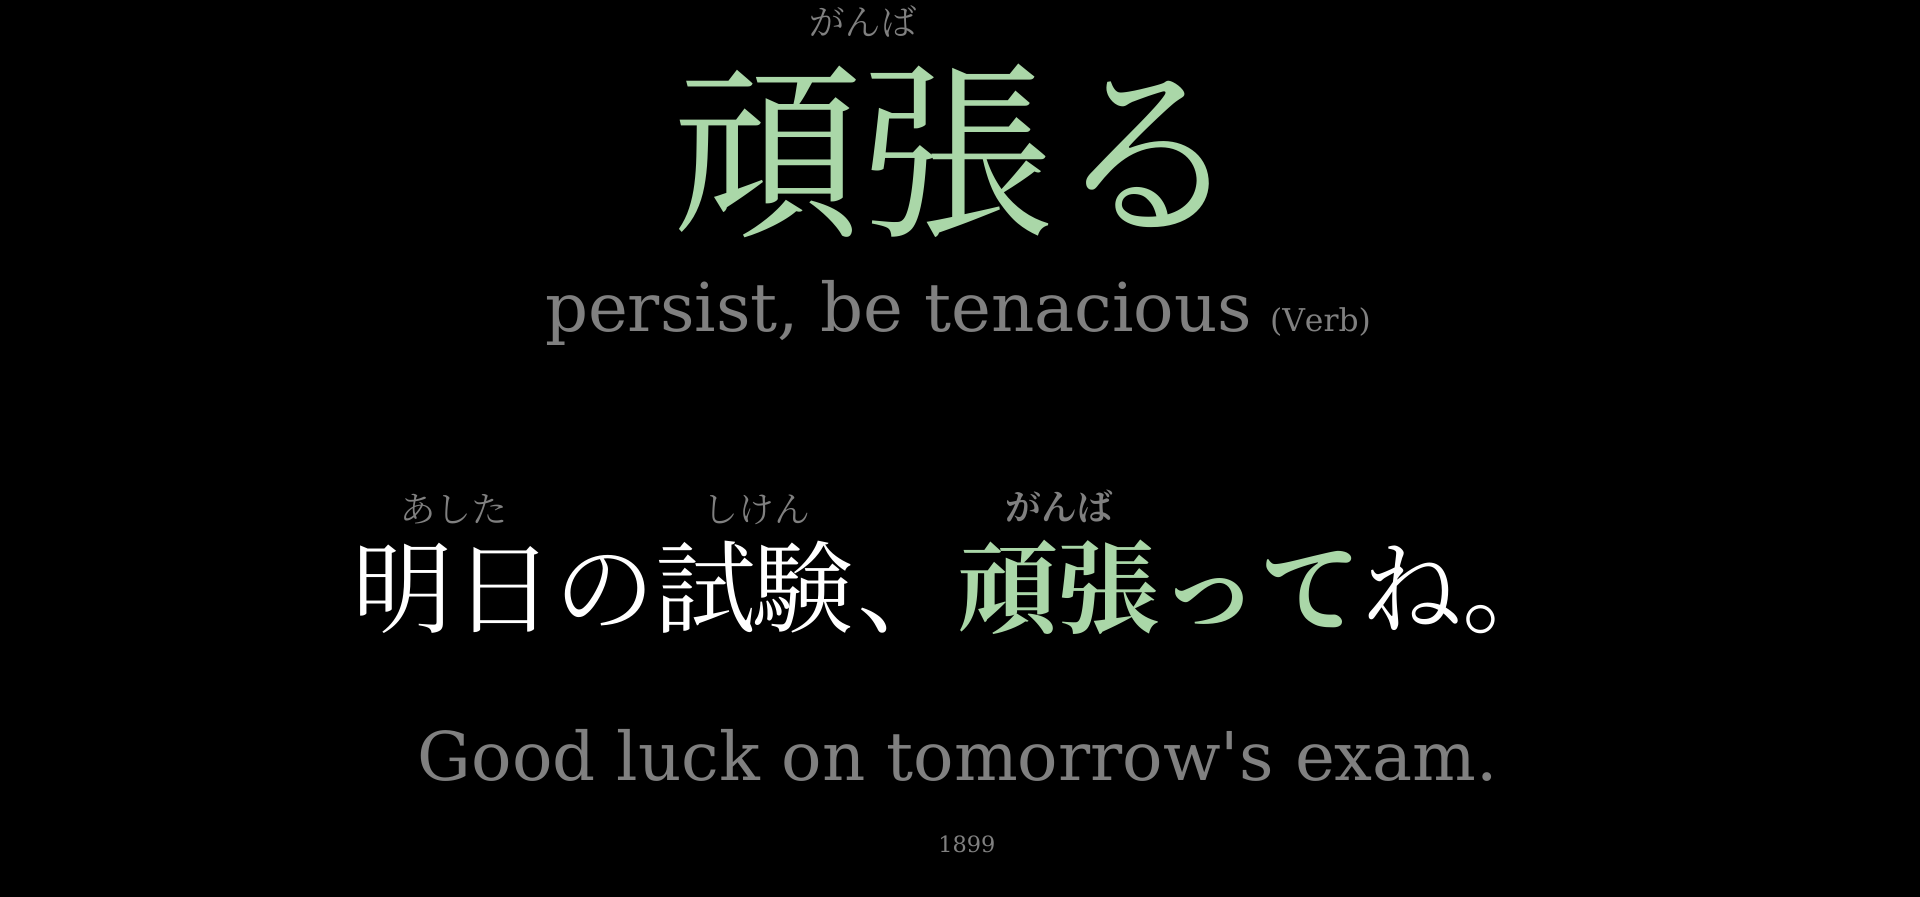 がんば
頑張る
persist, be tenacious (Verb)
あした しけん がんば
明日の試験、頑張ってね。
Good luck on tomorrow's exam.
1899